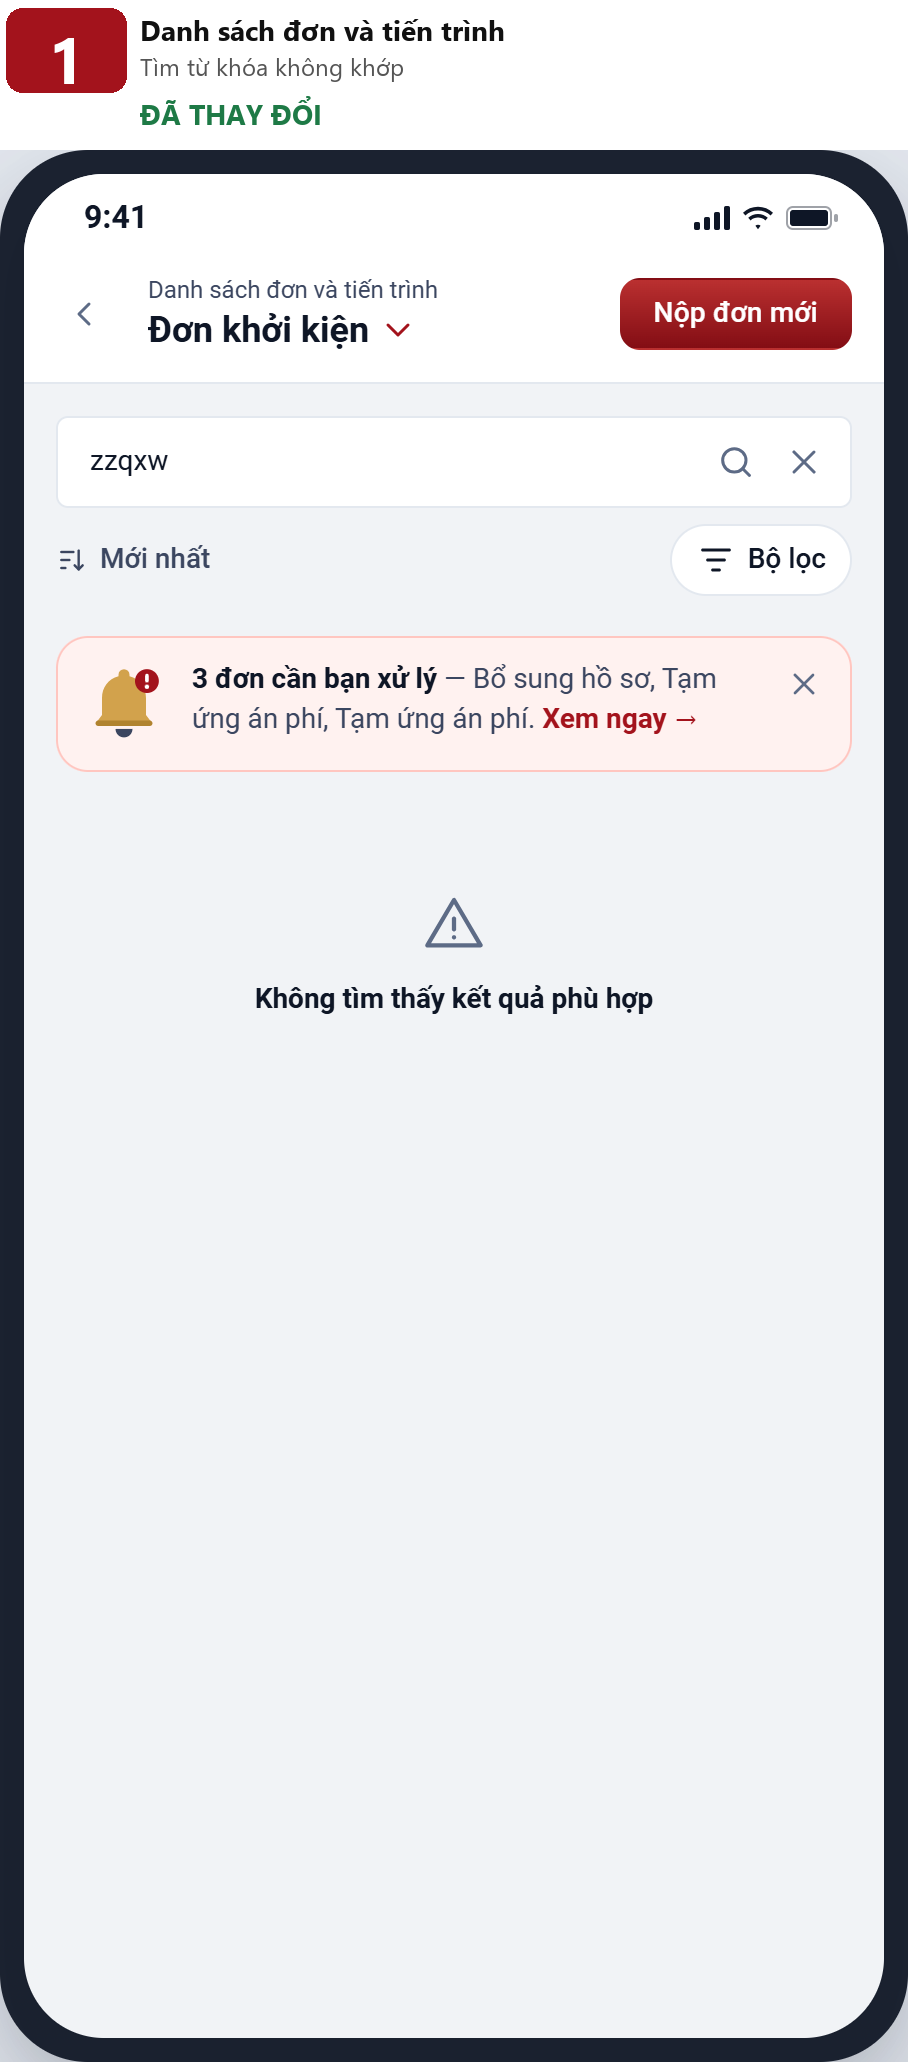 1
Danh sách đơn và tiến trình
Tìm từ khóa không khớp
ĐÃ THAY ĐỔI
9:41
Danh sách đơn và tiến trình
Đơn khởi kiện
Nộp đơn mới
zzqxw
Mới nhất
Bộ lọc
3 đơn cần bạn xử lý — Bổ sung hồ sơ, Tạm
ứng án phí, Tạm ứng án phí. Xem ngay →
Không tìm thấy kết quả phù hợp